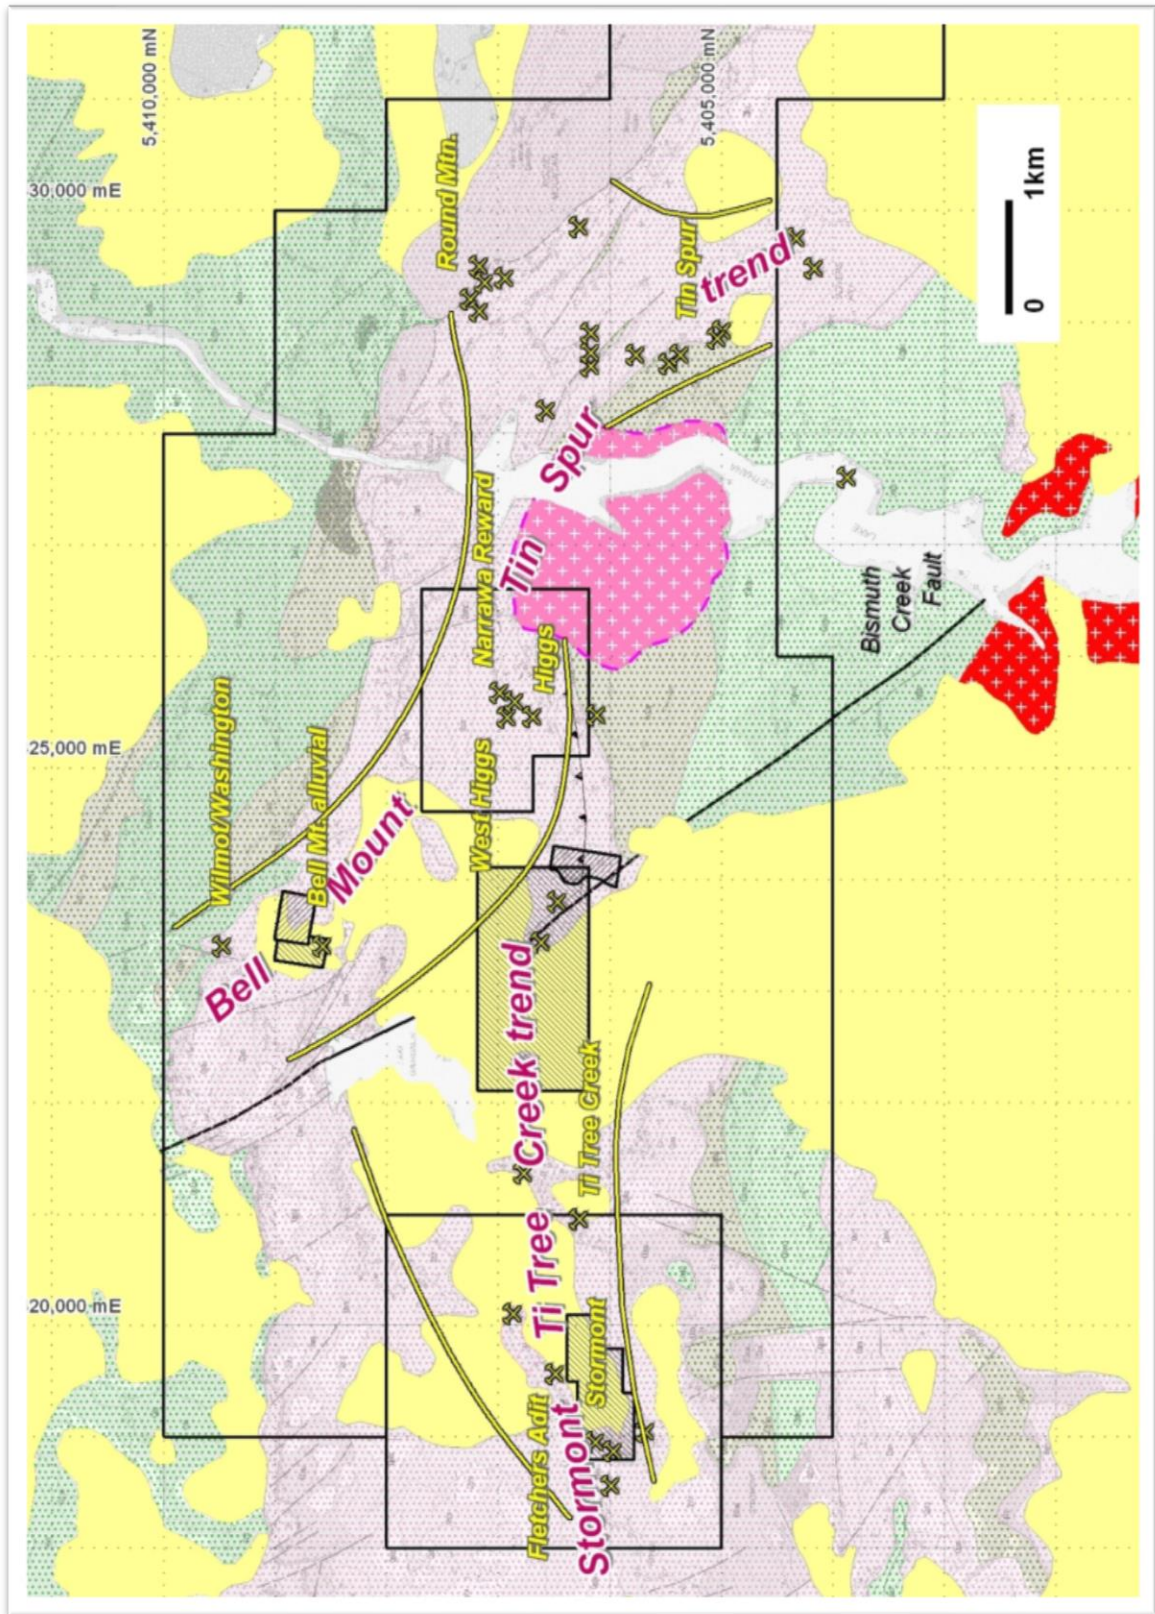 5,410,000 mN
5,405,000 mN
30,000 mE
25,000 mE
20,000 mE
Round Mtn.
Tin Spur
trend
Spur
Tin
Narrawa Reward
Higgs
West Higgs
Wilmot/Washington
Bell Mt. alluvial
Mount
Bell
Creek trend
Ti Tree Creek
Ti Tree
Stormont
Fletchers Adit
Stormont
Bismuth
Creek
Fault
0 1km